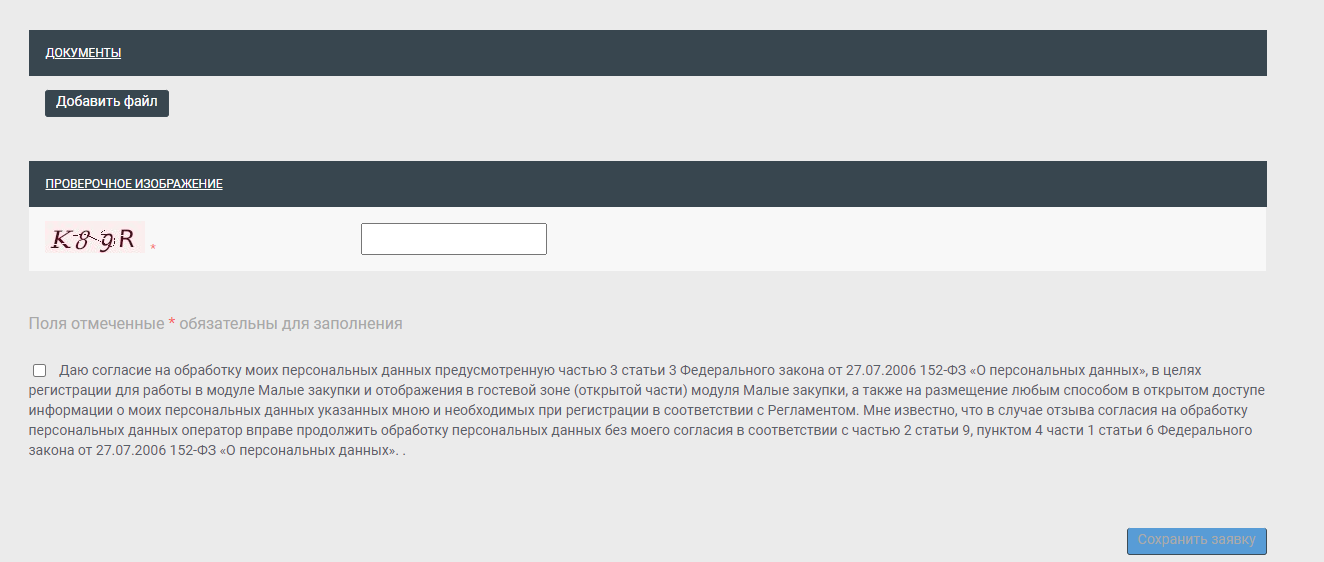 ДОКУМЕНТЫ
Добавить файл
ПРОВЕРОЧНОЕ ИЗОБРАЖЕНИЕ
K89R *
Поля отмеченные * обязательны для заполнения
Даю согласие на обработку моих персональных данных предусмотренную частью 3 статьи 3 Федерального закона от 27.07.2006 152-ФЗ «О персональных данных», в целях
регистрации для работы в модуле Малые закупки и отображения в гостевой зоне (открытой части) модуля Малые закупки, а также на размещение любым способом в открытом доступе
информации о моих персональных данных указанных мною и необходимых при регистрации в соответствии с Регламентом. Мне известно, что в случае отзыва согласия на обработку
персональных данных оператор вправе продолжить обработку персональных данных без моего согласия в соответствии с частью 2 статьи 9, пунктом 4 части 1 статьи 6 Федерального
закона от 27.07.2006 152-ФЗ «О персональных данных». .
Сохранить заявку